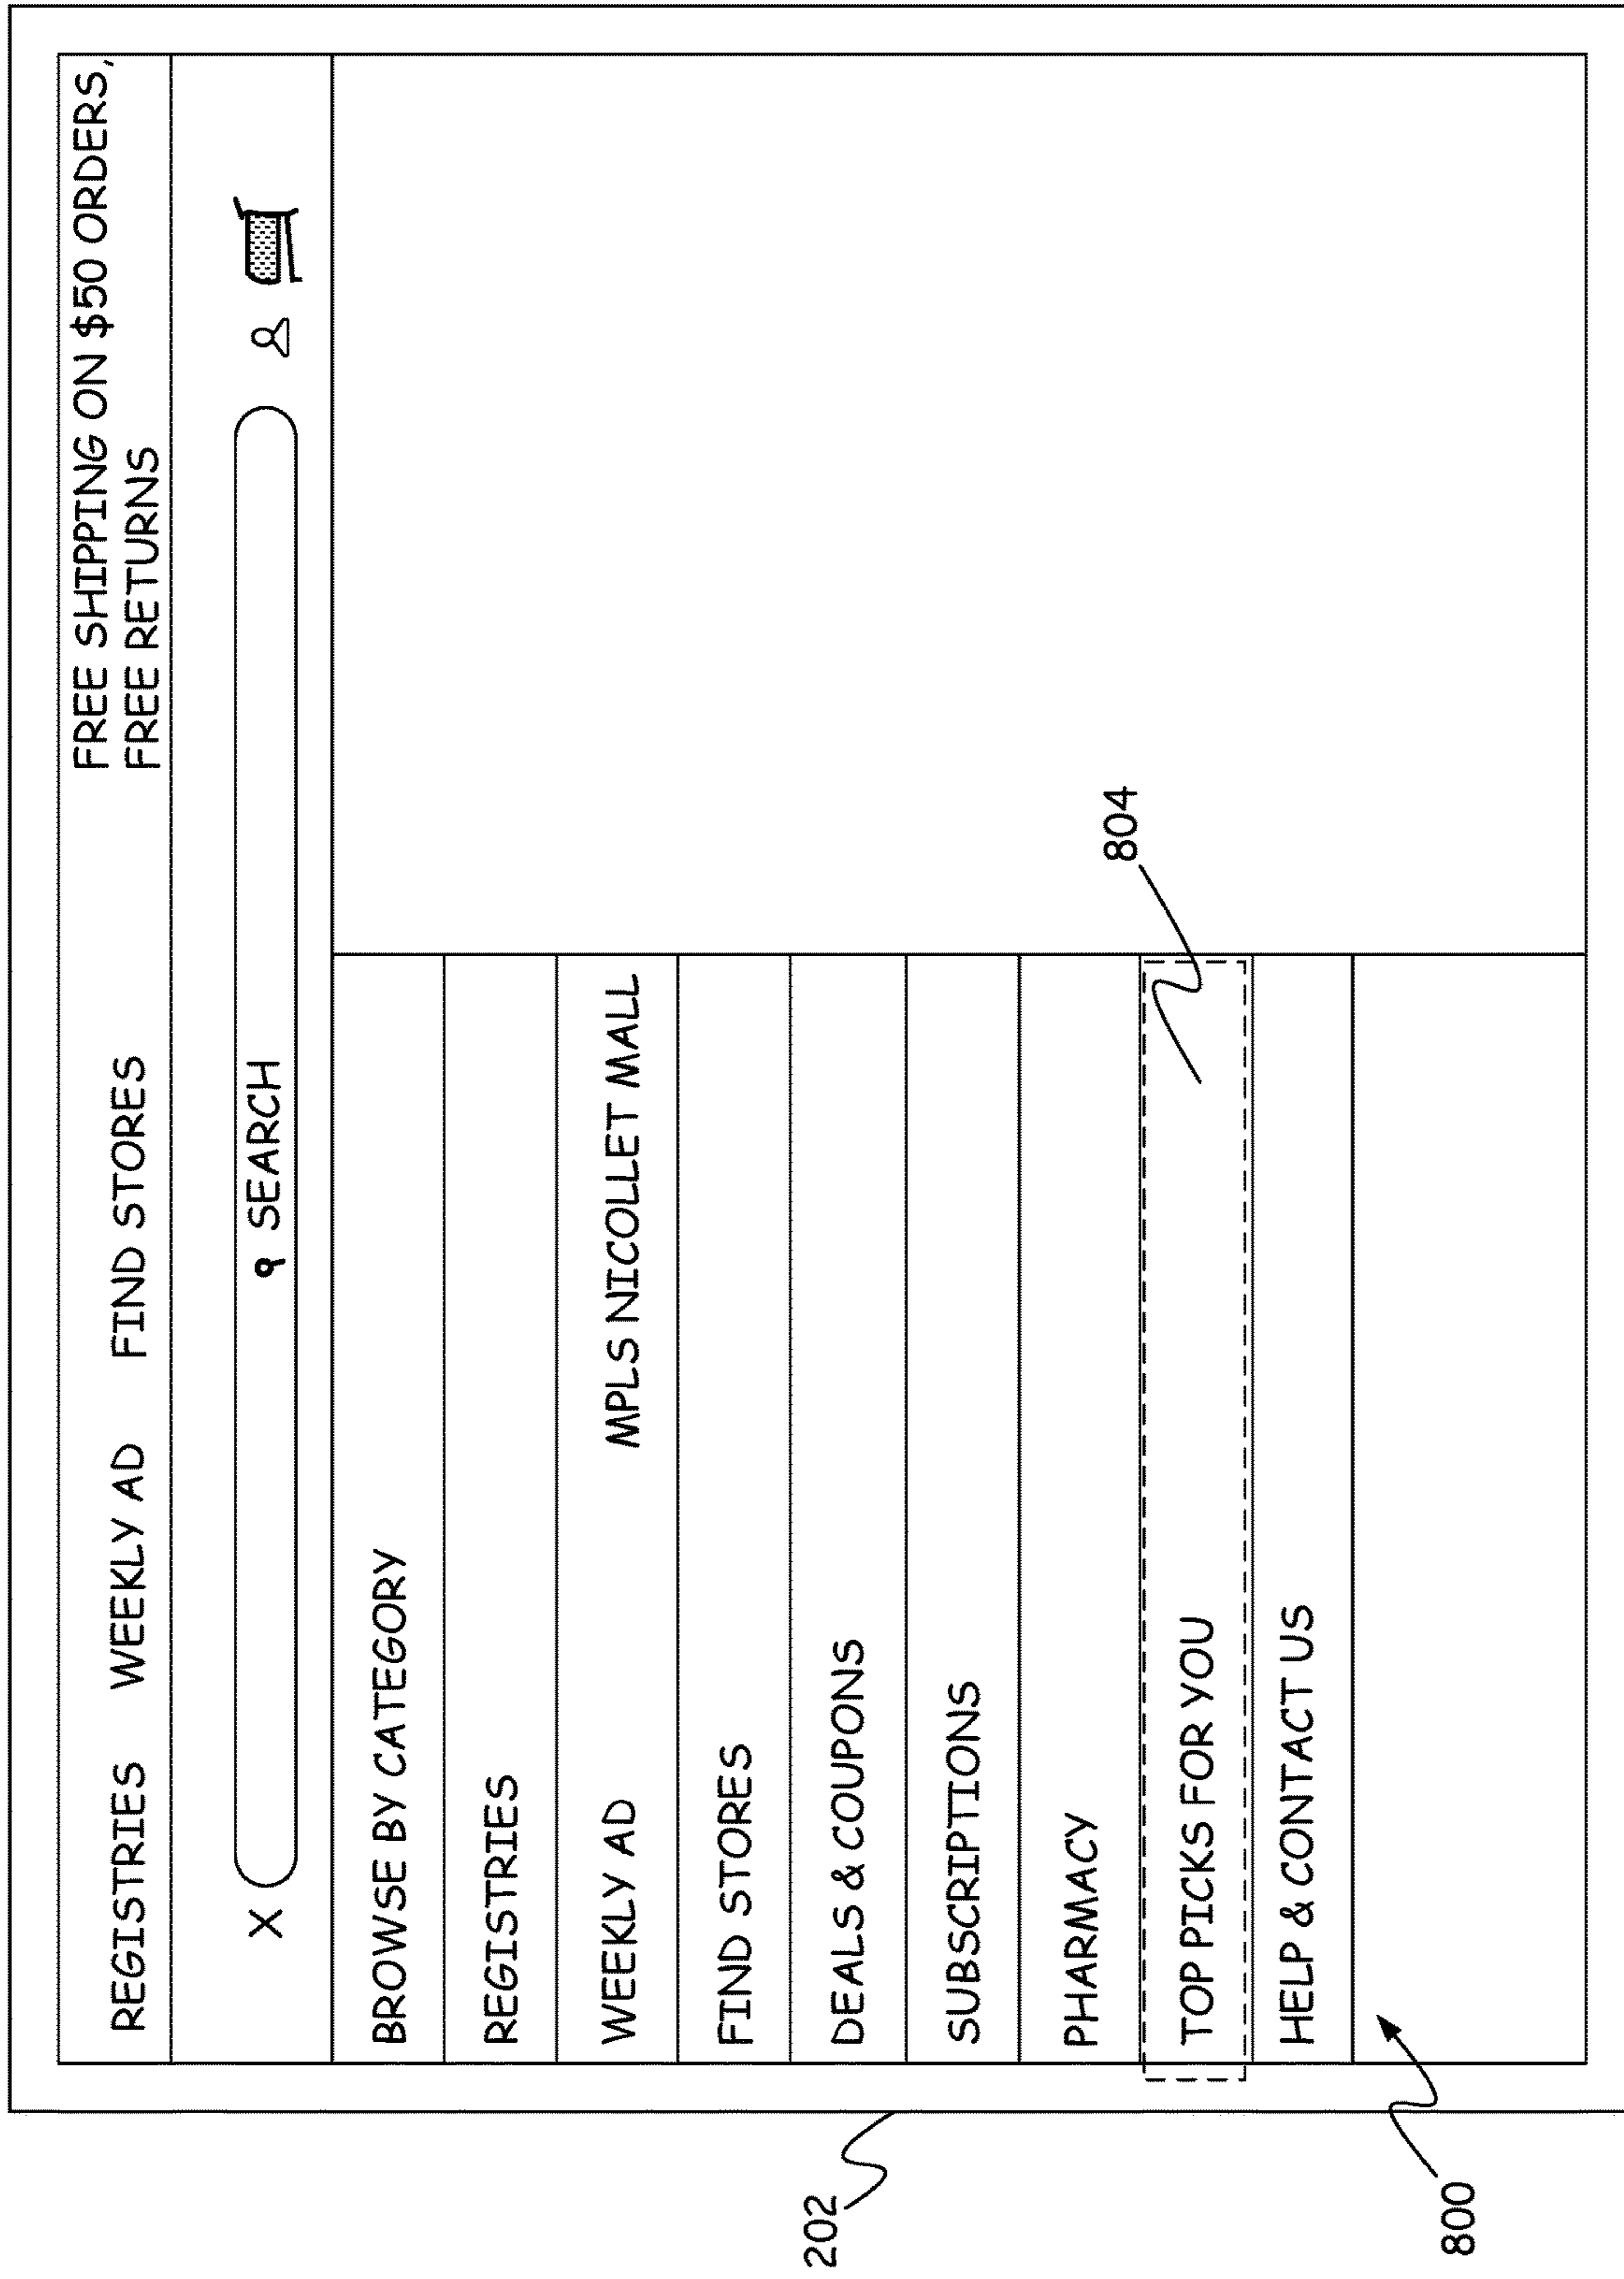 REGISTRIES WEEKLY AD FIND STORES FREE SHIPPING ON $50 ORDERS,
FREE RETURNS
X SEARCH
BROWSE BY CATEGORY
REGISTRIES
WEEKLY AD MPLS NICOLLET MALL
FIND STORES
DEALS & COUPONS
SUBSCRIPTIONS
PHARMACY
804
TOP PICKS FOR YOU
HELP & CONTACT US
202
800